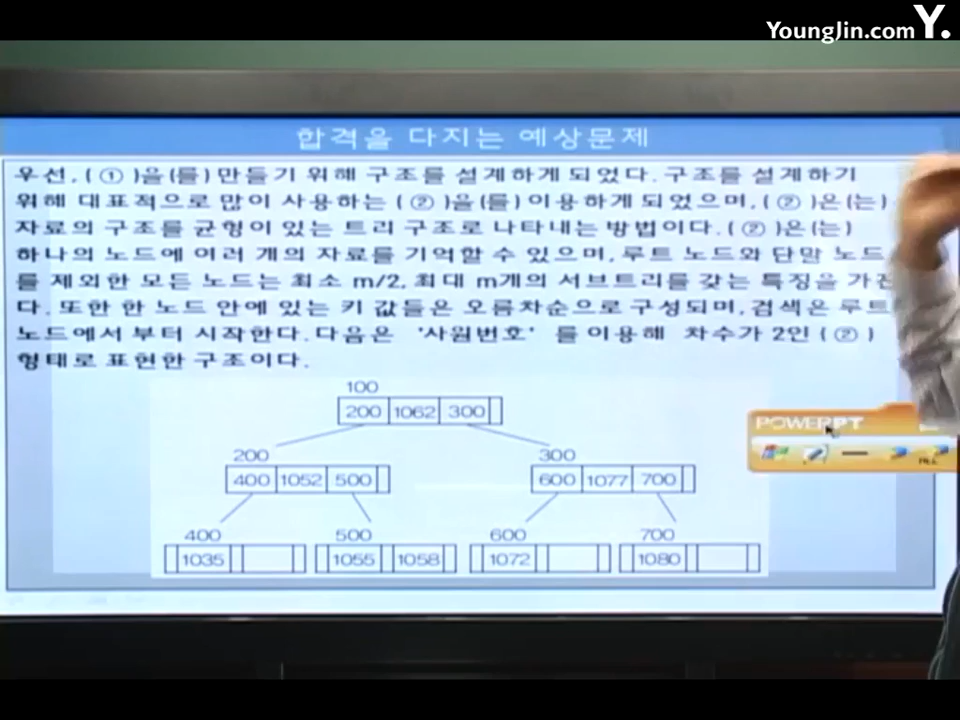 YoungJin.com Y.
합격을 다지는 예상문제
우선, ( ① )을(를) 만들기 위해 구조를 설계하게 되었다. 구조를 설계하기
위해 대표적으로 많이 사용하는 ( ② )을(를) 이용하게 되었으며, ( ② )은(는)
자료의 구조를 균형이 있는 트리 구조로 나타내는 방법이다. ( ② )은(는)
하나의 노드에 여러 개의 자료를 기억할 수 있으며, 루트 노드와 단말 노드
를 제외한 모든 노드는 최소 m/2, 최대 m개의 서브트리를 갖는 특징을 가진
다. 또한 한 노드 안에 있는 키 값들은 오름차순으로 구성되며, 검색은 루트
노드에서 부터 시작한다. 다음은 '사원번호' 를 이용해 차수가 2인 ( ② )
형태로 표현한 구조이다.
100
200 1062 300
POWERPPT
200 300
400 1052 500 600 1077 700
400 500 600 700
1035 1055 1058 1072 1080